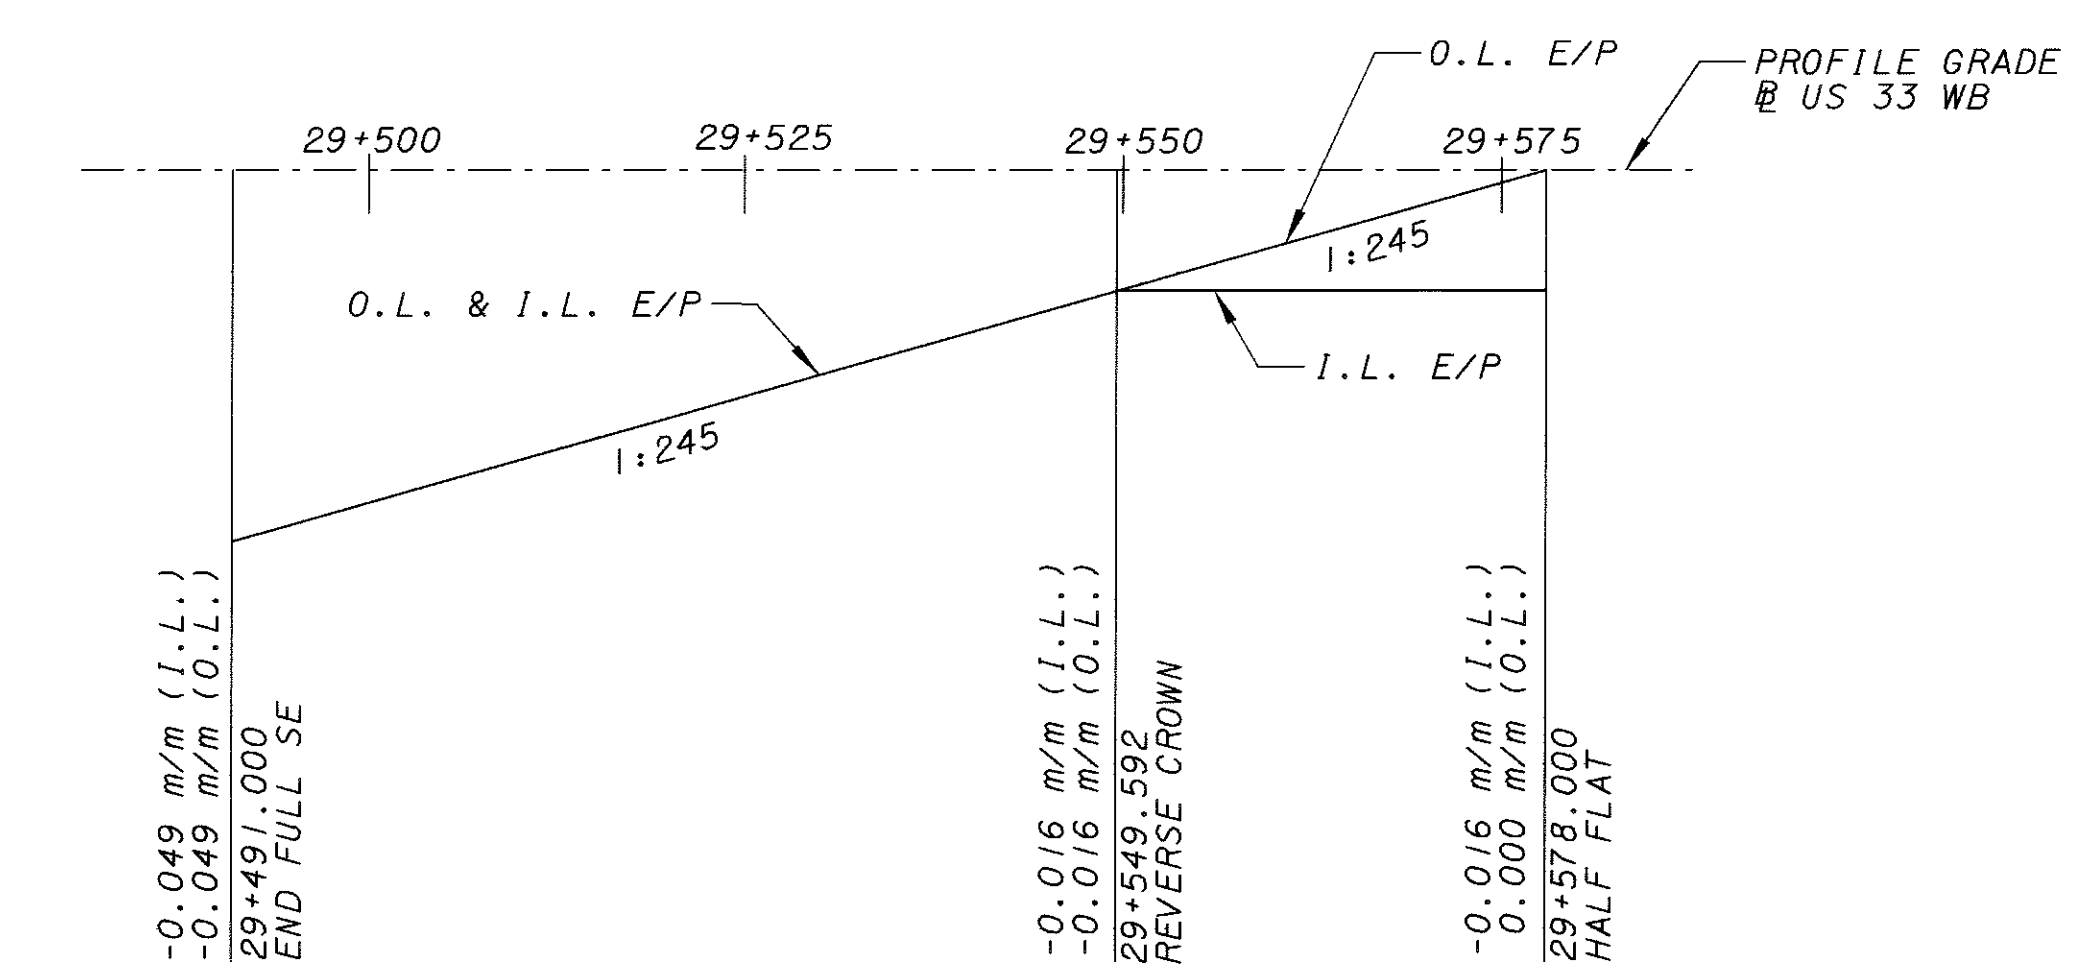 O.L. E/P
PROFILE GRADE
℄ US 33 WB
29+500
29+525
29+550
29+575
1:245
O.L. & I.L. E/P
I.L. E/P
1:245
-0.049 m/m (I.L.)
-0.049 m/m (O.L.)
29+491.000
END FULL SE
-0.016 m/m (I.L.)
-0.016 m/m (O.L.)
29+549.592
REVERSE CROWN
-0.016 m/m (I.L.)
0.000 m/m (O.L.)
29+578.000
HALF FLAT